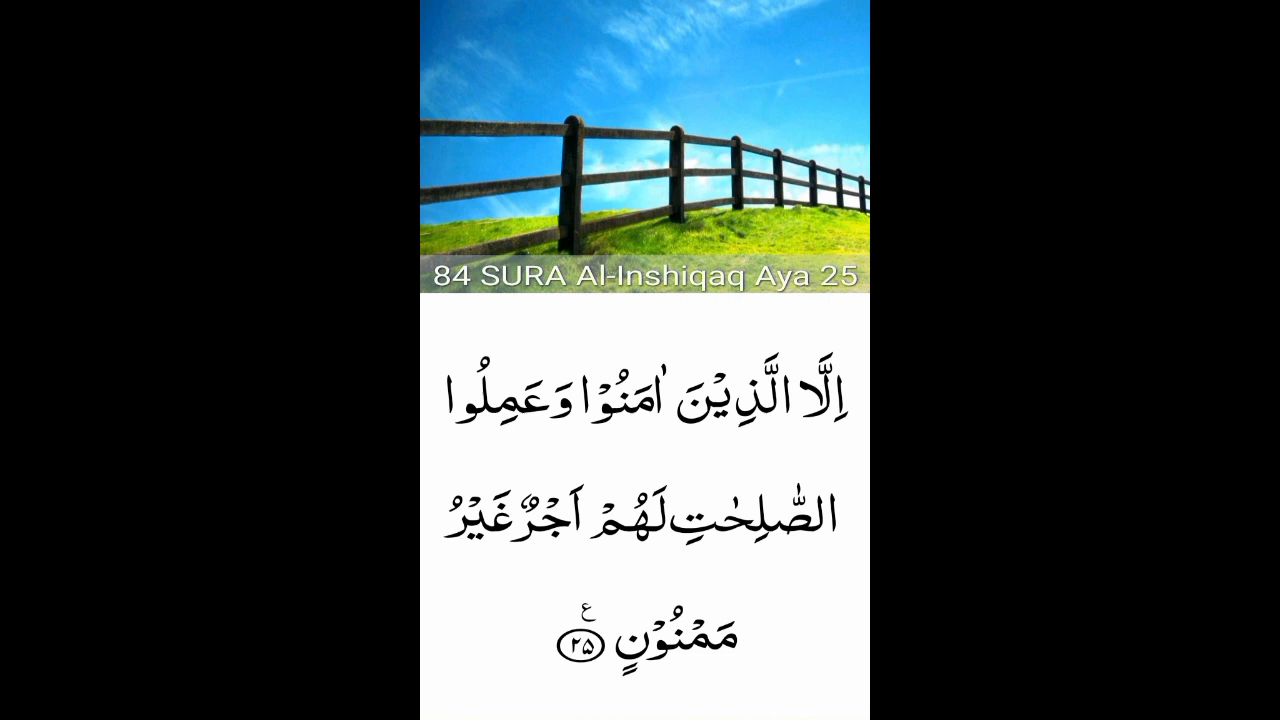 84 SURA Al-Inshiqaq Aya 25
اِلَّا الَّذِيْنَ اٰمَنُوْا وَعَمِلُوا
الصّٰلِحٰتِ لَهُمْ اَجْرٌ غَيْرُ
مَمْنُوْنٍ ۲۵ ع